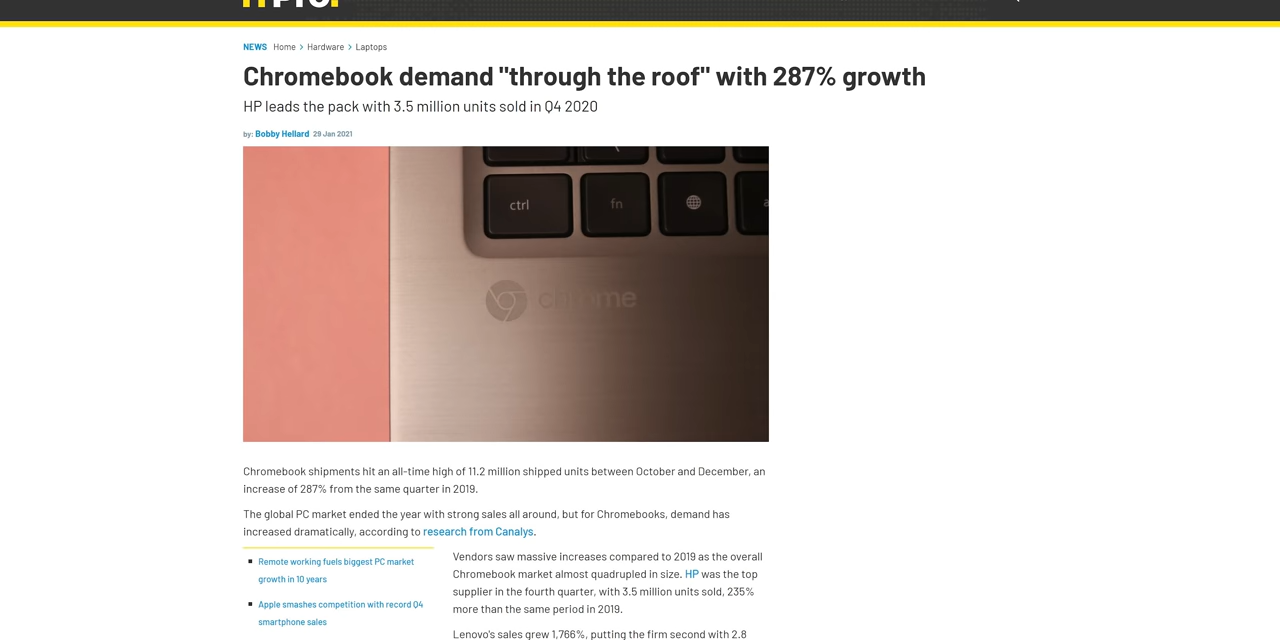 NEWS Home > Hardware > Laptops
Chromebook demand "through the roof" with 287% growth
HP leads the pack with 3.5 million units sold in Q4 2020
by: Bobby Hellard 29 Jan 2021
ctrl fn a
chrome
Chromebook shipments hit an all-time high of 11.2 million shipped units between October and December, an
increase of 287% from the same quarter in 2019.
The global PC market ended the year with strong sales all around, but for Chromebooks, demand has
increased dramatically, according to research from Canalys.
Remote working fuels biggest PC market
growth in 10 years
Apple smashes competition with record Q4
smartphone sales
Vendors saw massive increases compared to 2019 as the overall
Chromebook market almost quadrupled in size. HP was the top
supplier in the fourth quarter, with 3.5 million units sold, 235%
more than the same period in 2019.
Lenovo's sales grew 1,766%, putting the firm second with 2.8